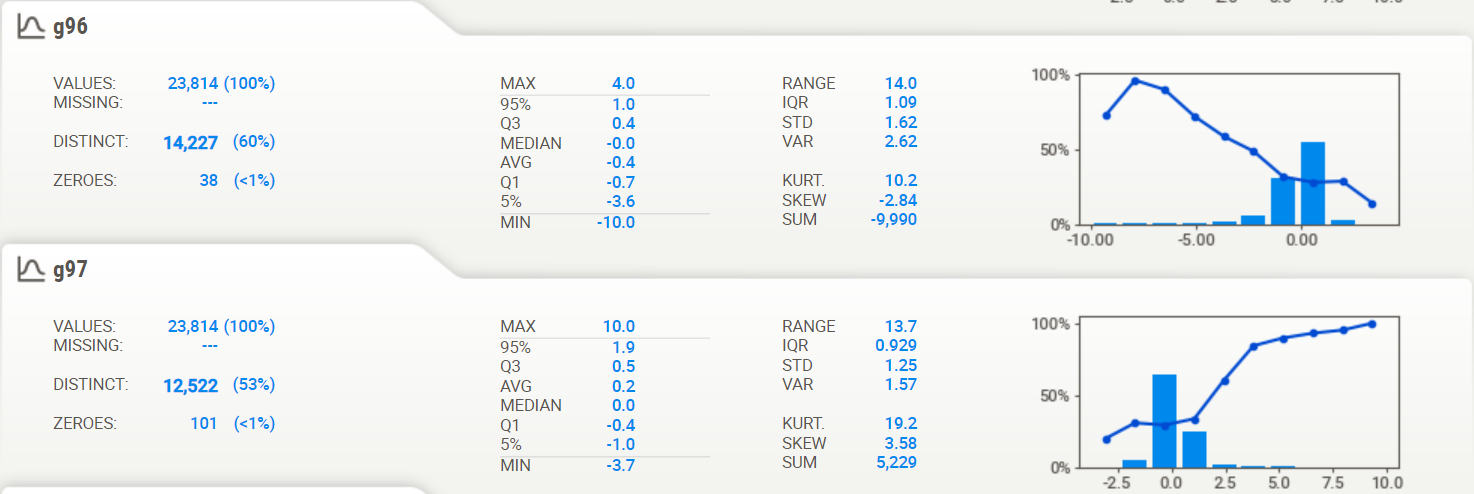 g96
VALUES: 23,814 (100%)
MISSING: ---
DISTINCT: 14,227 (60%)
ZEROES: 38 (<1%)
MAX 4.0
95% 1.0
Q3 0.4
MEDIAN -0.0
AVG -0.4
Q1 -0.7
5% -3.6
MIN -10.0
RANGE 14.0
IQR 1.09
STD 1.62
VAR 2.62
KURT. 10.2
SKEW -2.84
SUM -9,990
100%
50%
0%
-10.00 -5.00 0.00
g97
VALUES: 23,814 (100%)
MISSING: ---
DISTINCT: 12,522 (53%)
ZEROES: 101 (<1%)
MAX 10.0
95% 1.9
Q3 0.5
AVG 0.2
MEDIAN 0.0
Q1 -0.4
5% -1.0
MIN -3.7
RANGE 13.7
IQR 0.929
STD 1.25
VAR 1.57
KURT. 19.2
SKEW 3.58
SUM 5,229
100%
50%
0%
-2.5 0.0 2.5 5.0 7.5 10.0